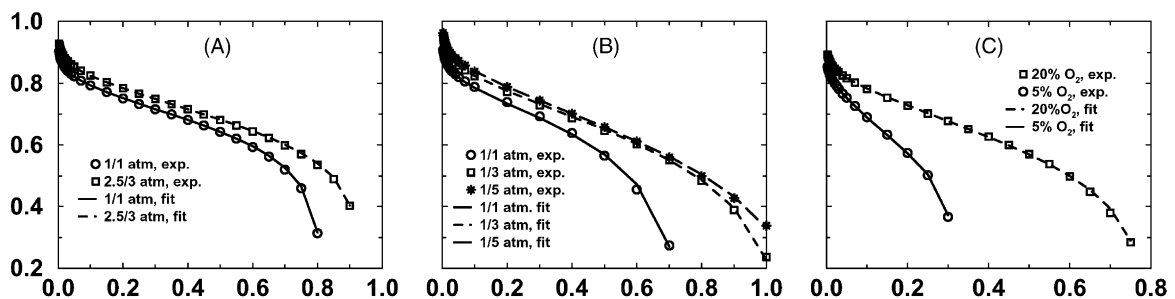 1.0
0.8
0.6
0.4
0.2
(A)
1/1 atm, exp.
2.5/3 atm, exp.
1/1 atm, fit
2.5/3 atm, fit
0.0 0.2 0.4 0.6 0.8 1.0
(B)
1/1 atm, exp.
1/3 atm, exp.
1/5 atm, exp.
1/1 atm. fit
1/3 atm, fit
1/5 atm, fit
0.0 0.2 0.4 0.6 0.8 1.0
(C)
20% O₂, exp.
5% O₂, exp.
20%O₂, fit
5% O₂, fit
0.0 0.2 0.4 0.6 0.8